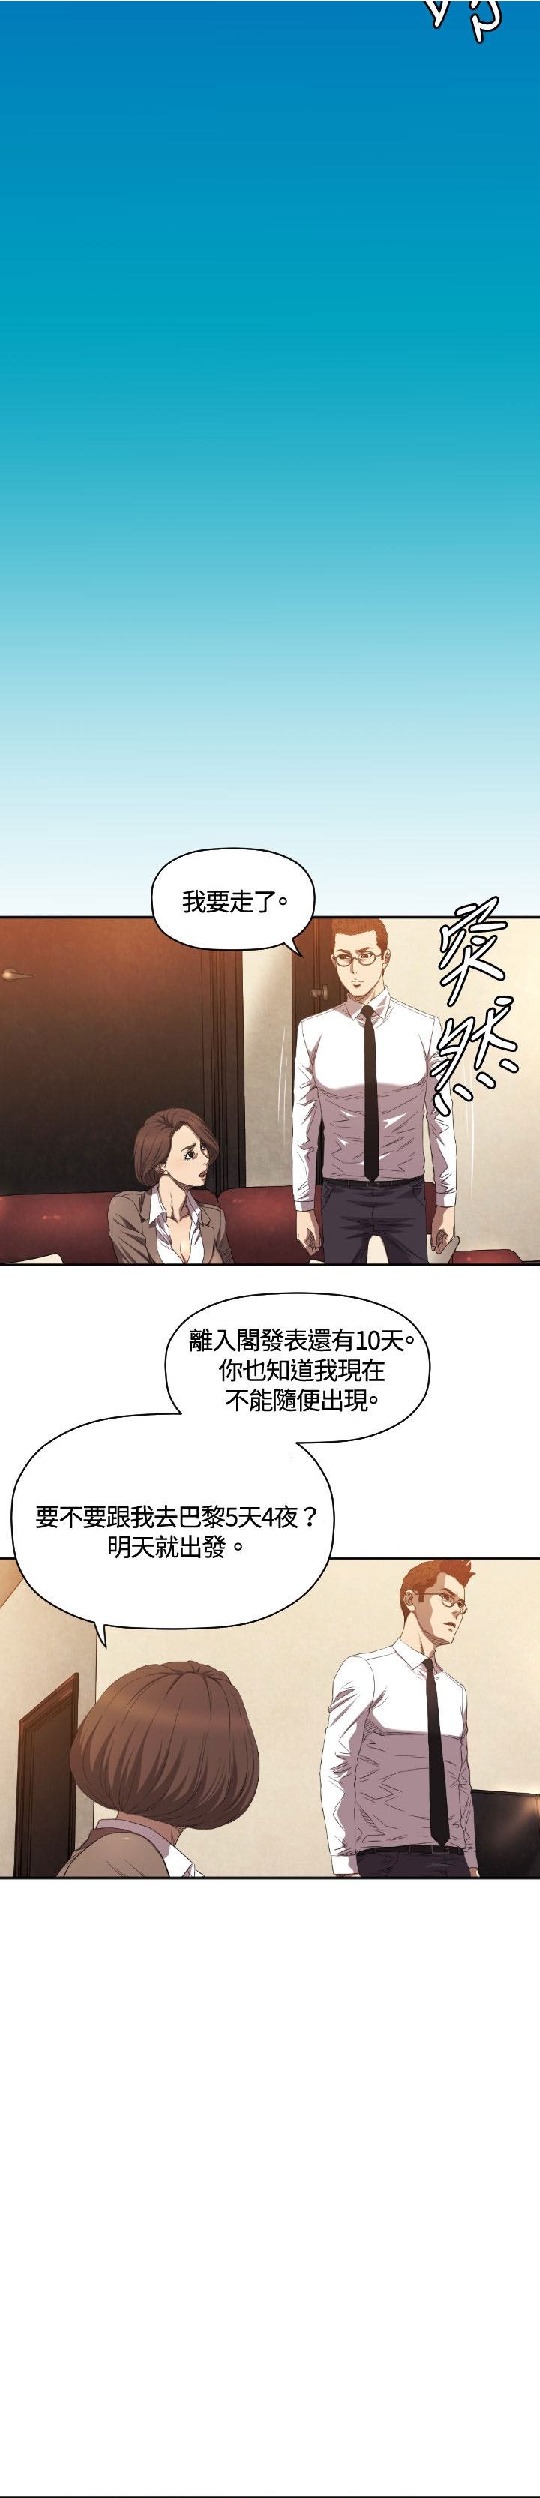 我要走了。
突然
離入閣發表還有10天。
你也知道我現在
不能隨便出現。
要不要跟我去巴黎5天4夜？
明天就出發。